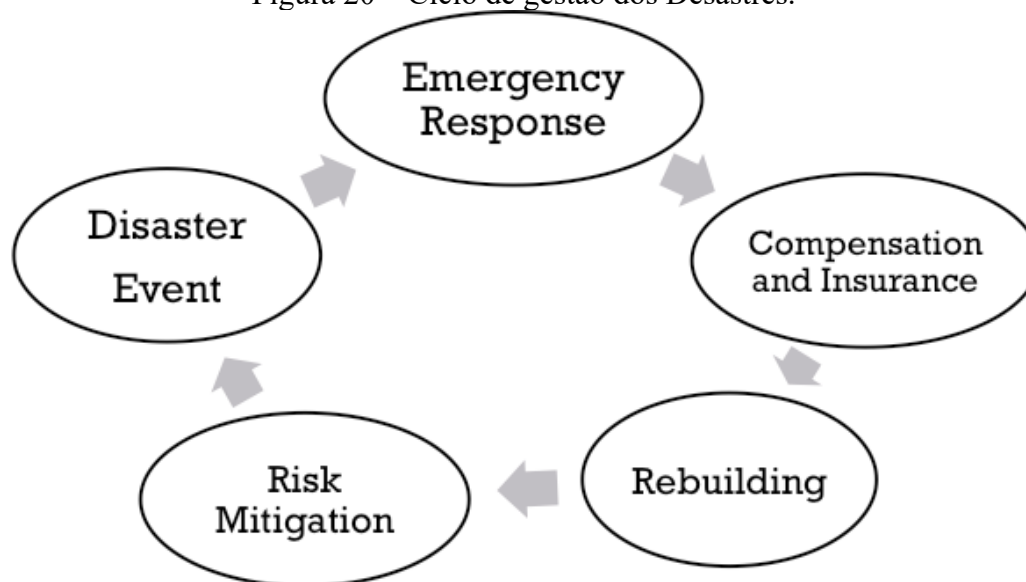 Figura 20 – Ciclo de gestão dos Desastres.
Emergency
Response
Disaster
Event
Compensation
and Insurance
Risk
Mitigation
Rebuilding